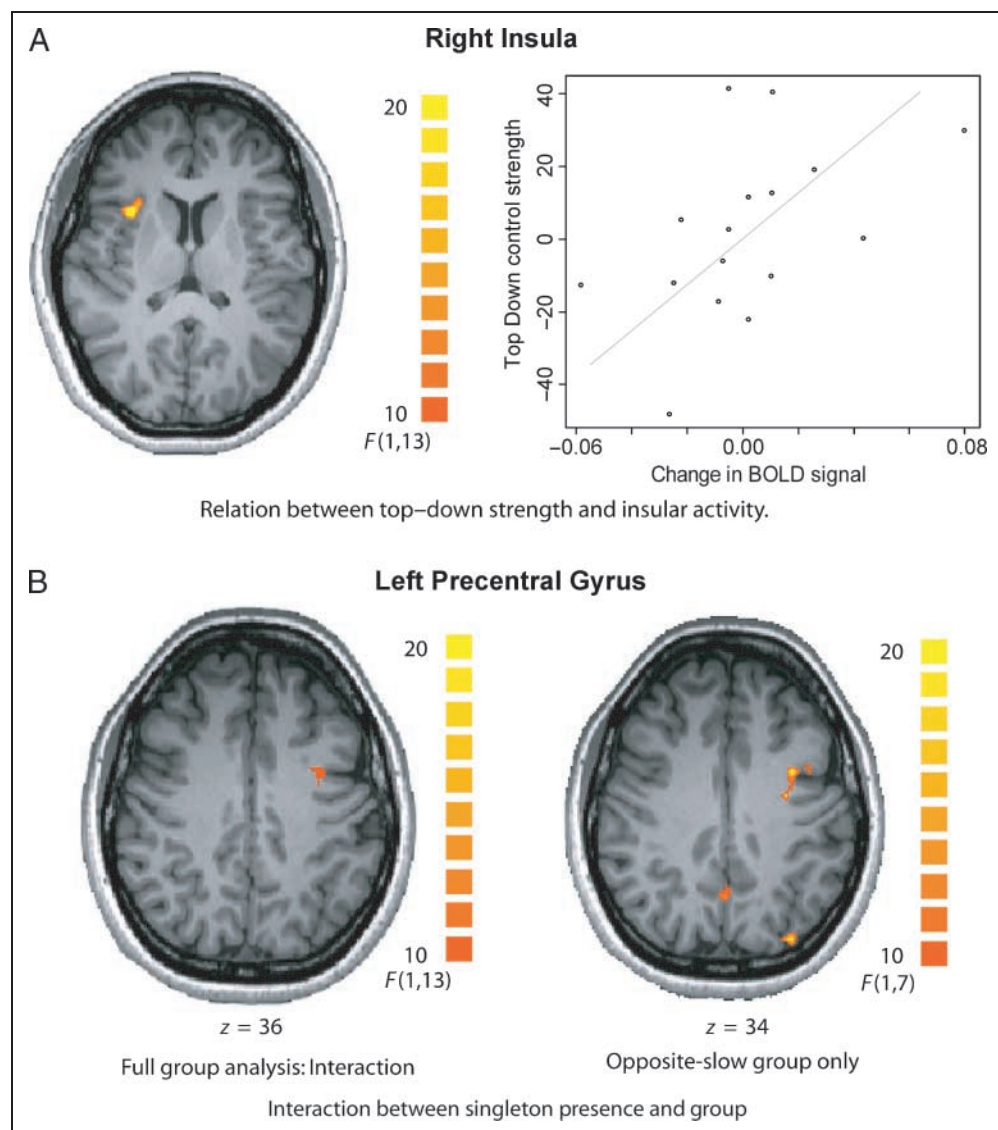 A
Right Insula
20
10
F(1,13)
Top Down control strength
40
20
0
−20
−40
−0.06
0.00
0.08
Change in BOLD signal
Relation between top–down strength and insular activity.
B
Left Precentral Gyrus
20
10
F(1,13)
z = 36
Full group analysis: Interaction
20
10
F(1,7)
z = 34
Opposite-slow group only
Interaction between singleton presence and group